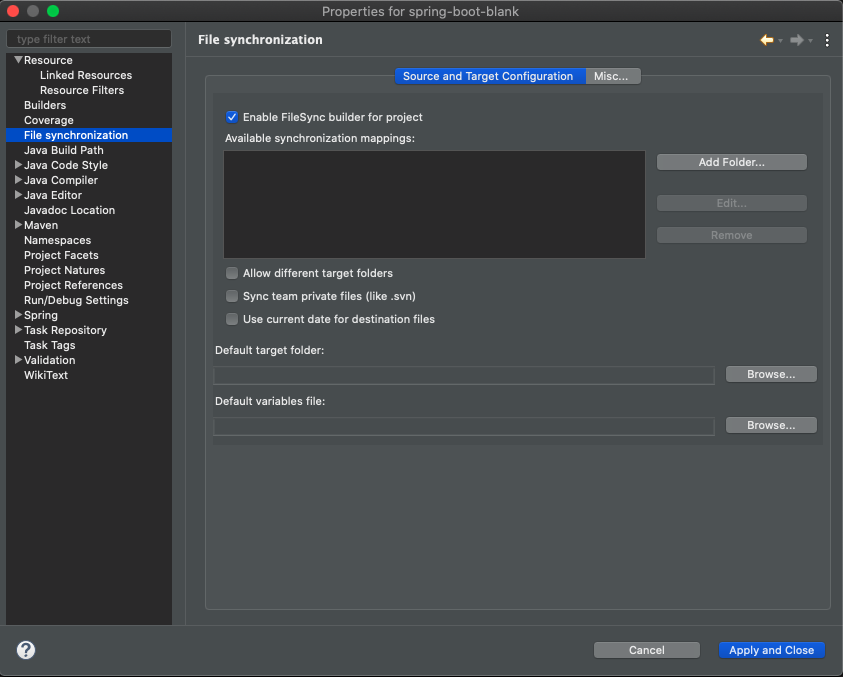 Properties for spring-boot-blank
type filter text
Resource
Linked Resources
Resource Filters
Builders
Coverage
File synchronization
Java Build Path
Java Code Style
Java Compiler
Java Editor
Javadoc Location
Maven
Namespaces
Project Facets
Project Natures
Project References
Run/Debug Settings
Spring
Task Repository
Task Tags
Validation
WikiText
File synchronization
Source and Target Configuration
Misc...
Enable FileSync builder for project
Available synchronization mappings:
Add Folder...
Edit...
Remove
Allow different target folders
Sync team private files (like .svn)
Use current date for destination files
Default target folder:
Browse...
Default variables file:
Browse...
?
Cancel
Apply and Close